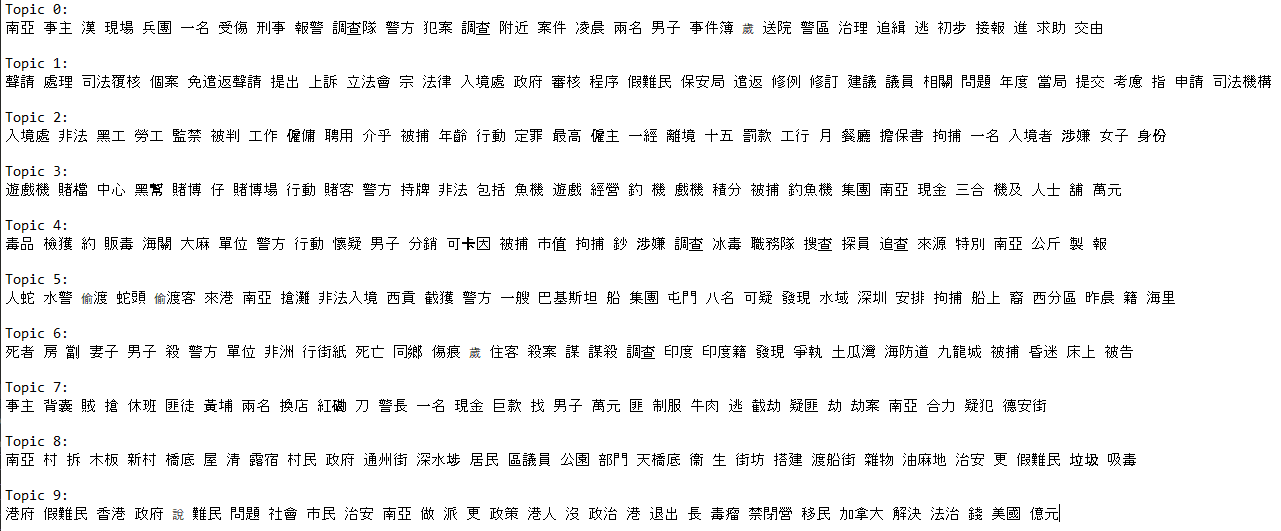 Topic 0:
南亞 事主 漢 現場 兵團 一名 受傷 刑事 報警 調查隊 警方 犯案 調查 附近 案件 凌晨 兩名 男子 事件簿 歲 送院 警區 治理 追緝 逃 初步 接報 進 求助 交由
Topic 1:
聲請 處理 司法覆核 個案 免遣返聲請 提出 上訴 立法會 宗 法律 入境處 政府 審核 程序 假難民 保安局 遣返 修例 修訂 建議 議員 相關 問題 年度 當局 提交 考慮 指 申請 司法機構
Topic 2:
入境處 非法 黑工 勞工 監禁 被判 工作 僱傭 聘用 介乎 被捕 年齡 行動 定罪 最高 僱主 一經 離境 十五 罰款 工行 月 餐廳 擔保書 拘捕 一名 入境者 涉嫌 女子 身份
Topic 3:
遊戲機 賭檔 中心 黑幫 賭博 仔 賭博場 行動 賭客 警方 持牌 非法 包括 魚機 遊戲 經營 釣 機 戲機 積分 被捕 釣魚機 集團 南亞 現金 三合 機及 人士 舖 萬元
Topic 4:
毒品 檢獲 約 販毒 海關 大麻 單位 警方 行動 懷疑 男子 分銷 可卡因 被捕 市值 拘捕 鈔 涉嫌 調查 冰毒 職務隊 搜查 探員 追查 來源 特別 南亞 公斤 製 報
Topic 5:
人蛇 水警 偷渡 蛇頭 偷渡客 來港 南亞 搶灘 非法入境 西貢 截獲 警方 一艘 巴基斯坦 船 集團 屯門 八名 可疑 發現 水域 深圳 安排 拘捕 船上 裔 西分區 昨晨 籍 海里
Topic 6:
死者 房 劏 妻子 男子 殺 警方 單位 非洲 行街紙 死亡 同鄉 傷痕 歲 住客 殺案 謀 謀殺 調查 印度 印度籍 發現 爭執 土瓜灣 海防道 九龍城 被捕 昏迷 床上 被告
Topic 7:
事主 背囊 賊 搶 休班 匪徒 黃埔 兩名 換店 紅磡 刀 警長 一名 現金 巨款 找 男子 萬元 匪 制服 牛肉 逃 截劫 疑匪 劫 劫案 南亞 合力 疑犯 德安街
Topic 8:
南亞 村 拆 木板 新村 橋底 屋 清 露宿 村民 政府 通州街 深水埗 居民 區議員 公園 部門 天橋底 衞 生 街坊 搭建 渡船街 雜物 油麻地 治安 更 假難民 垃圾 吸毒
Topic 9:
港府 假難民 香港 政府 說 難民 問題 社會 市民 治安 南亞 做 派 更 政策 港人 沒 政治 港 退出 長 毒瘤 禁閉營 移民 加拿大 解決 法治 錢 美國 億元